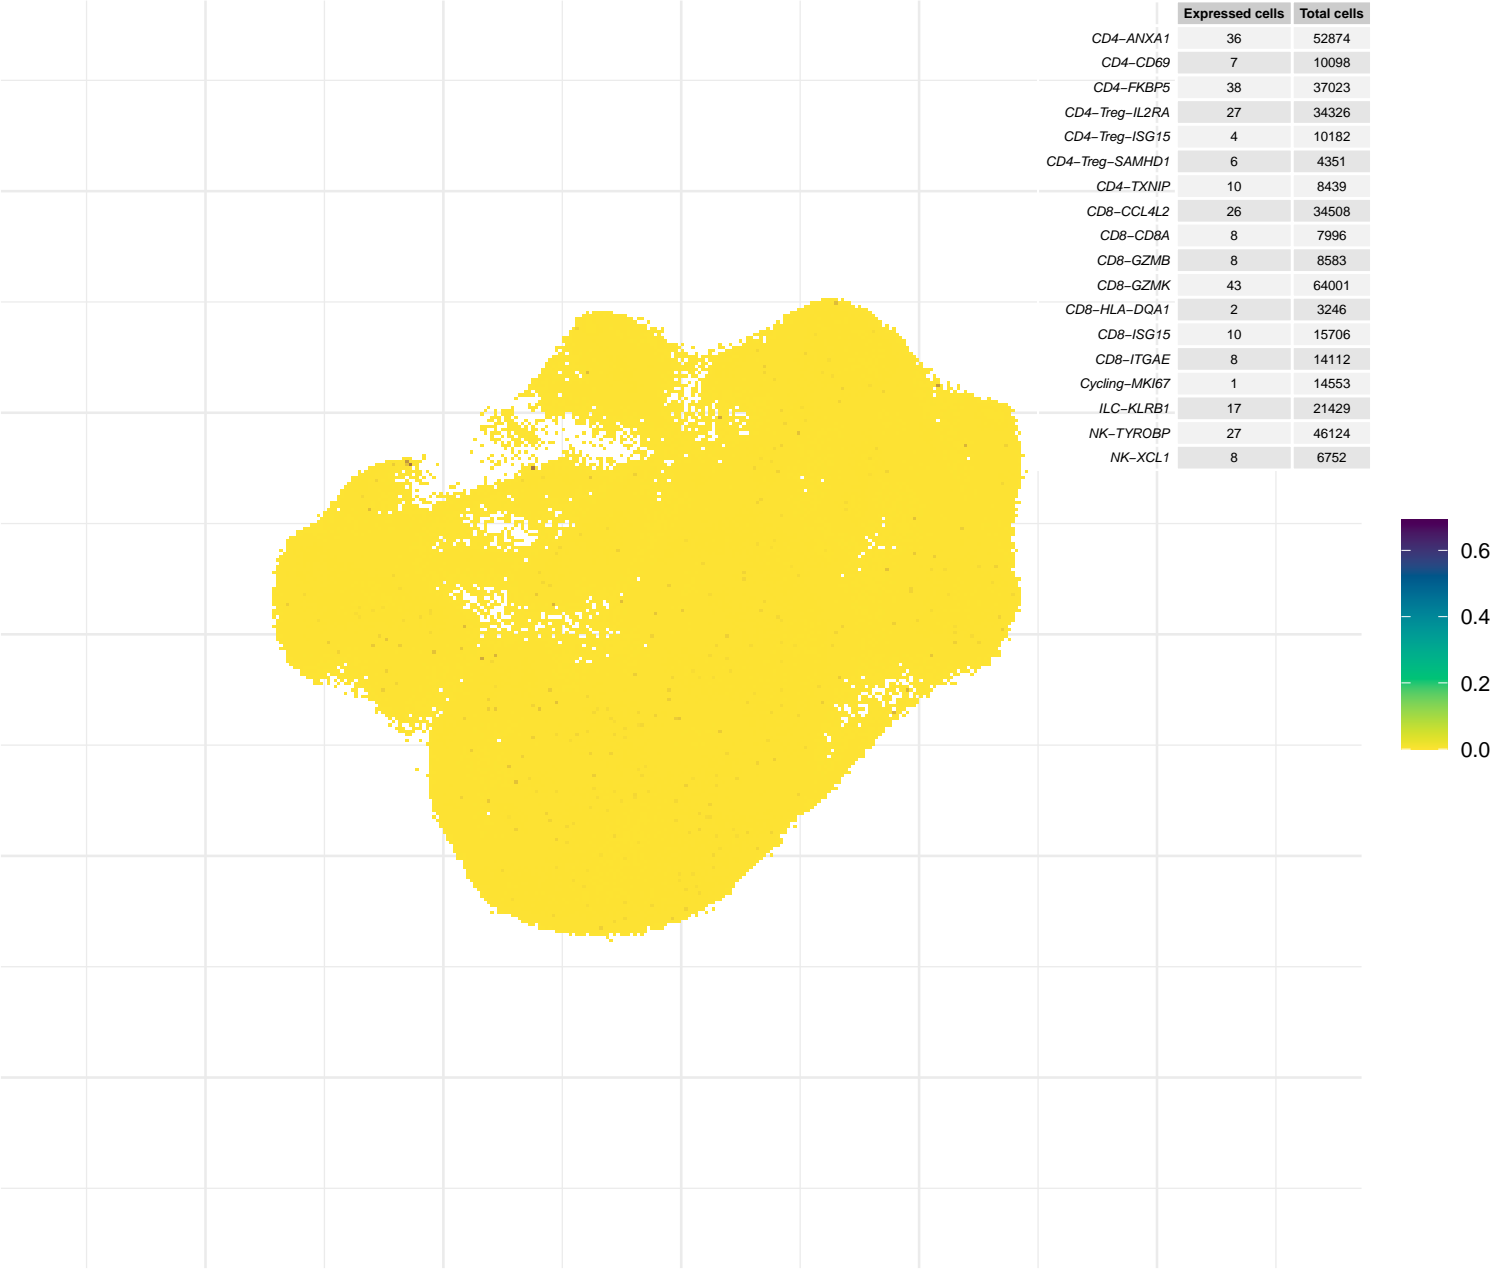 Expressed cells Total cells
CD4−ANXA1 36 52874
CD4−CD69 7 10098
CD4−FKBP5 38 37023
CD4−Treg−IL2RA 27 34326
CD4−Treg−ISG15 4 10182
CD4−Treg−SAMHD1 6 4351
CD4−TXNIP 10 8439
CD8−CCL4L2 26 34508
CD8−CD8A 8 7996
CD8−GZMB 8 8583
CD8−GZMK 43 64001
CD8−HLA−DQA1 2 3246
CD8−ISG15 10 15706
CD8−ITGAE 8 14112
Cycling−MKI67 1 14553
ILC−KLRB1 17 21429
NK−TYROBP 27 46124
NK−XCL1 8 6752
0.6
0.4
0.2
0.0